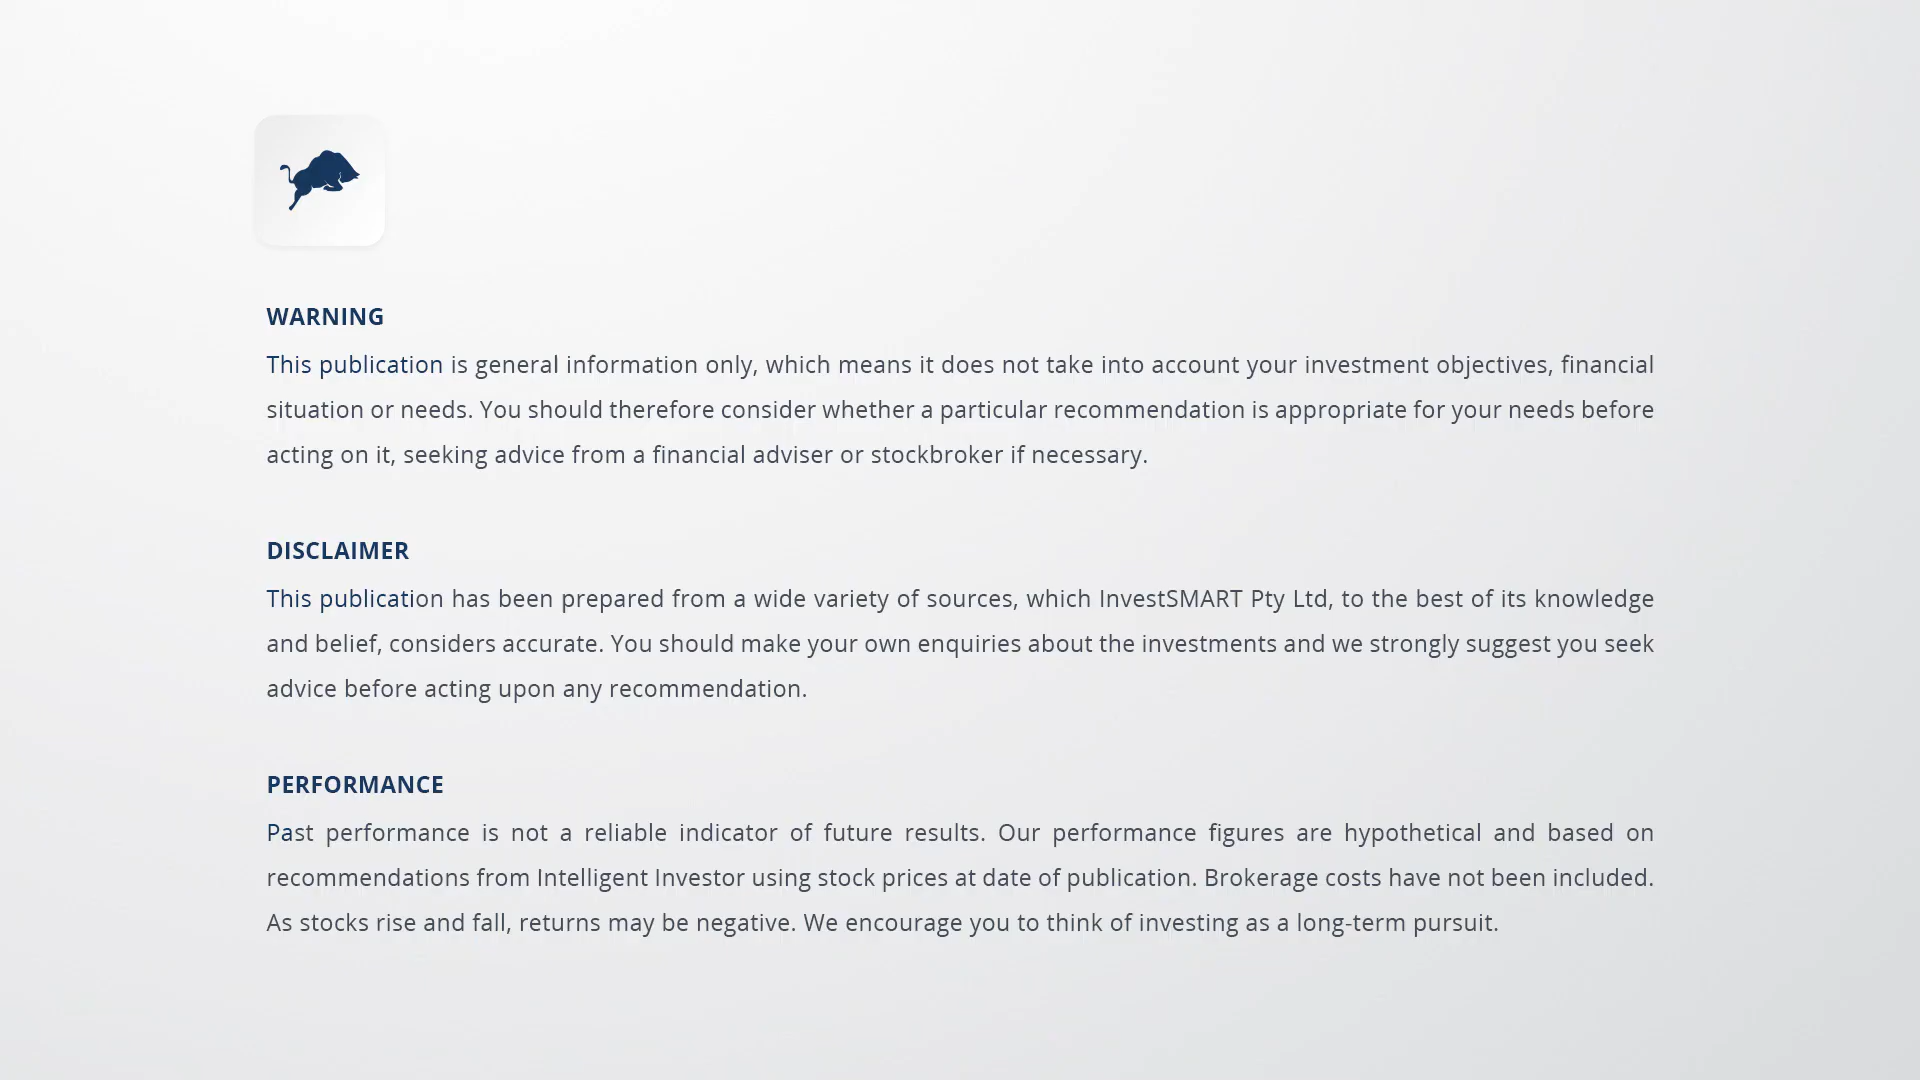 WARNING
This publication is general information only, which means it does not take into account your investment objectives, financial
situation or needs. You should therefore consider whether a particular recommendation is appropriate for your needs before
acting on it, seeking advice from a financial adviser or stockbroker if necessary.
DISCLAIMER
This publication has been prepared from a wide variety of sources, which InvestSMART Pty Ltd, to the best of its knowledge
and belief, considers accurate. You should make your own enquiries about the investments and we strongly suggest you seek
advice before acting upon any recommendation.
PERFORMANCE
Past performance is not a reliable indicator of future results. Our performance figures are hypothetical and based on
recommendations from Intelligent Investor using stock prices at date of publication. Brokerage costs have not been included.
As stocks rise and fall, returns may be negative. We encourage you to think of investing as a long-term pursuit.